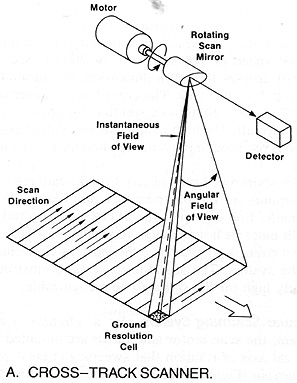 Motor
Rotating
Scan
Mirror
Instantaneous
Field
of View
Detector
Scan
Direction
Angular
Field
of View
Ground
Resolution
Cell
A. CROSS-TRACK SCANNER.